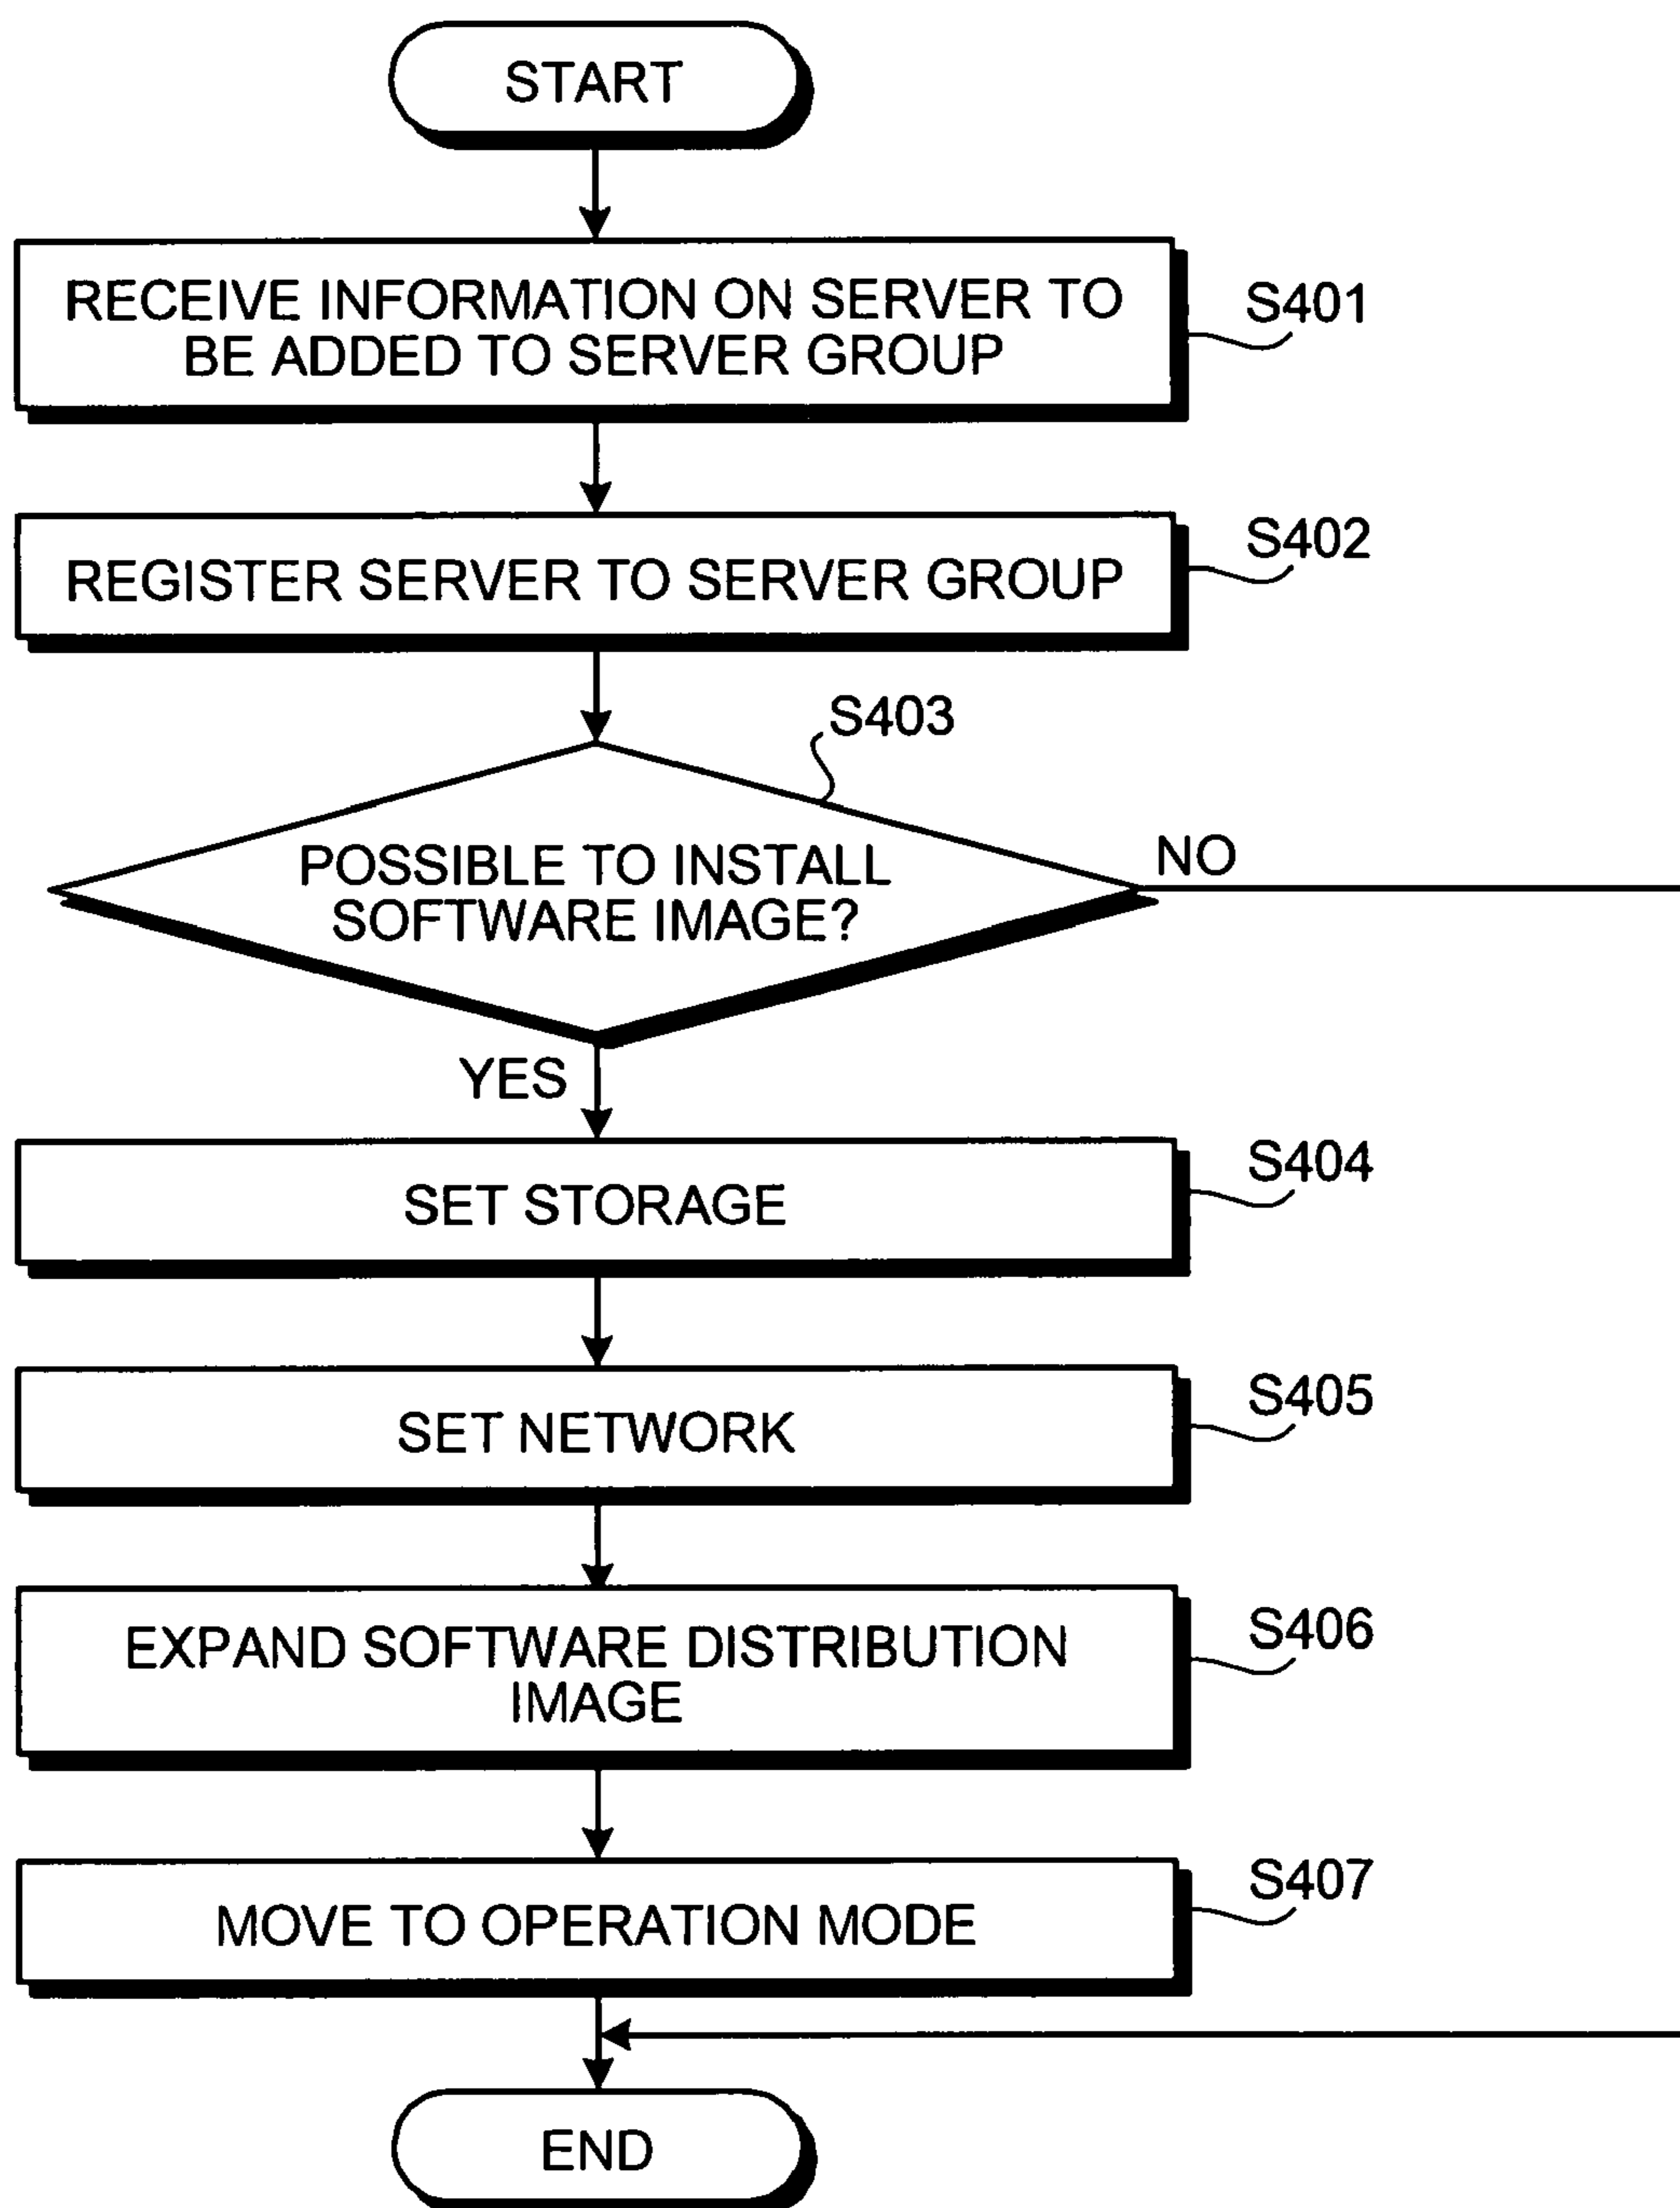 START
RECEIVE INFORMATION ON SERVER TO
BE ADDED TO SERVER GROUP
S401
REGISTER SERVER TO SERVER GROUP
S402
S403
POSSIBLE TO INSTALL
SOFTWARE IMAGE?
NO
YES
SET STORAGE
S404
SET NETWORK
S405
EXPAND SOFTWARE DISTRIBUTION
IMAGE
S406
MOVE TO OPERATION MODE
S407
END